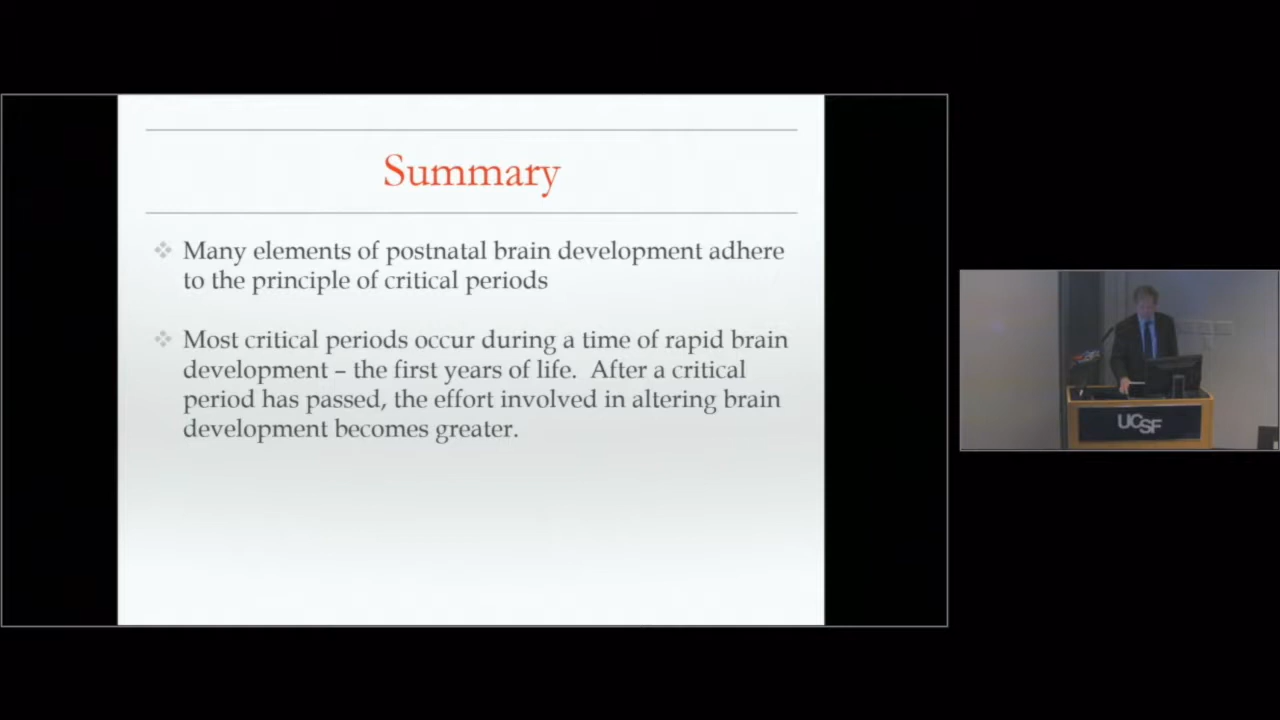 Summary
Many elements of postnatal brain development adhere
to the principle of critical periods
Most critical periods occur during a time of rapid brain
development – the first years of life. After a critical
period has passed, the effort involved in altering brain
development becomes greater.
UCSF